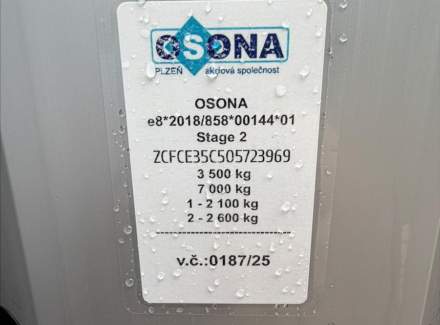 OSONA
PLZEŇ akciová společnost
OSONA
e8*2018/858*00144*01
Stage 2
ZCFCE35C505723969
3 500 kg
7 000 kg
1 - 2 100 kg
2 - 2 600 kg
--------------------------------
v.č.:0187/25